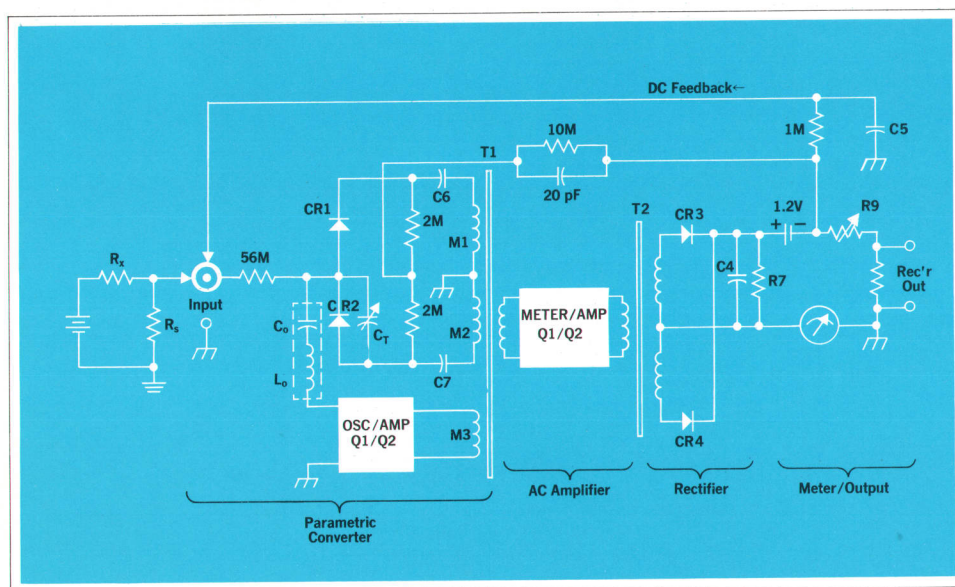 DC Feedback←
10M
1M
C5
T1
20 pF
C6
T2
CR1
2M
M1
CR3
1.2V
+ −
R9
Rx
56M
C4
R7
Rec'r
Out
Input
CR2
CT
2M
M2
METER/AMP
Q1/Q2
Rs
Co
Lo
C7
OSC/AMP
Q1/Q2
M3
CR4
AC Amplifier
Rectifier
Meter/Output
Parametric
Converter